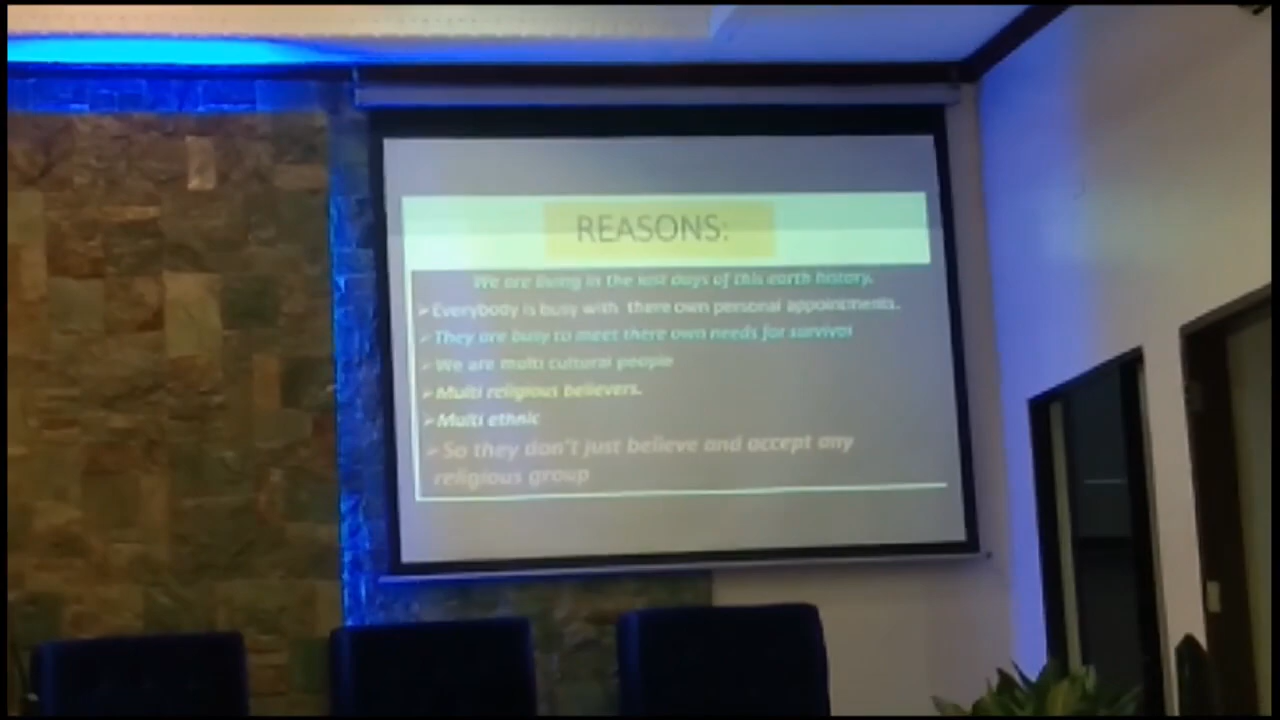 REASONS:
We are living in the last days of this earth history.
➢Everybody is busy with there own personal appointments.
➢They are busy to meet there own needs for survival
➢We are multi cultural people
➢Multi religious believers.
➢Multi ethnic
➢So they don't just believe and accept any
religious group